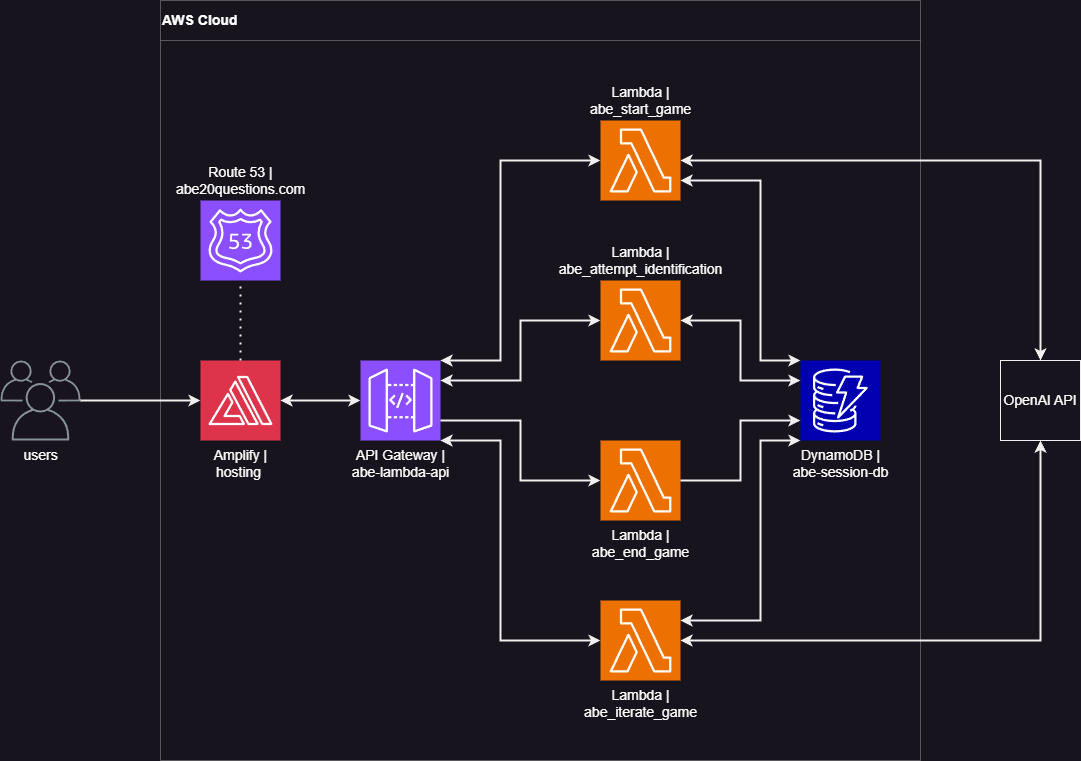 AWS Cloud
Lambda |
abe_start_game
Route 53 |
abe20questions.com
53
Lambda |
abe_attempt_identification
</>
OpenAI API
users
Amplify |
hosting
API Gateway |
abe-lambda-api
DynamoDB |
abe-session-db
Lambda |
abe_end_game
Lambda |
abe_iterate_game